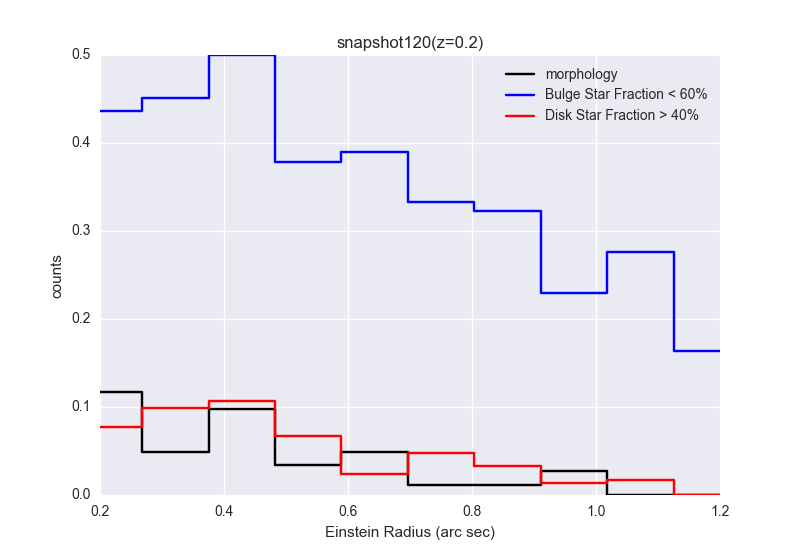 snapshot120(z=0.2)
morphology
Bulge Star Fraction < 60%
Disk Star Fraction > 40%
counts
0.5
0.4
0.3
0.2
0.1
0.0
0.2 0.4 0.6 0.8 1.0 1.2
Einstein Radius (arc sec)